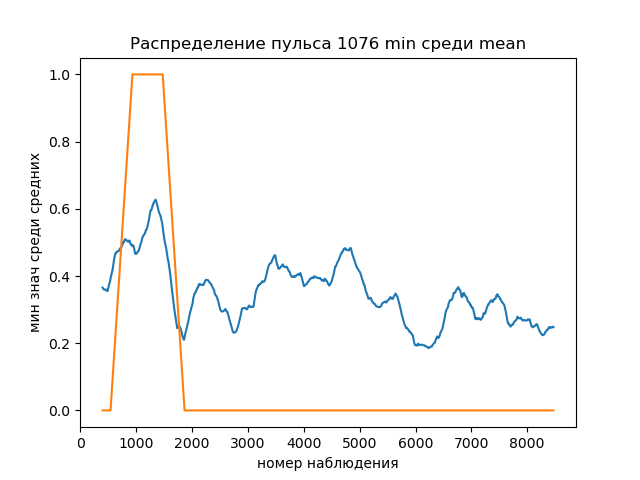 Распределение пульса 1076 min среди mean
мин знач среди средних
1.0
0.8
0.6
0.4
0.2
0.0
0 1000 2000 3000 4000 5000 6000 7000 8000
номер наблюдения